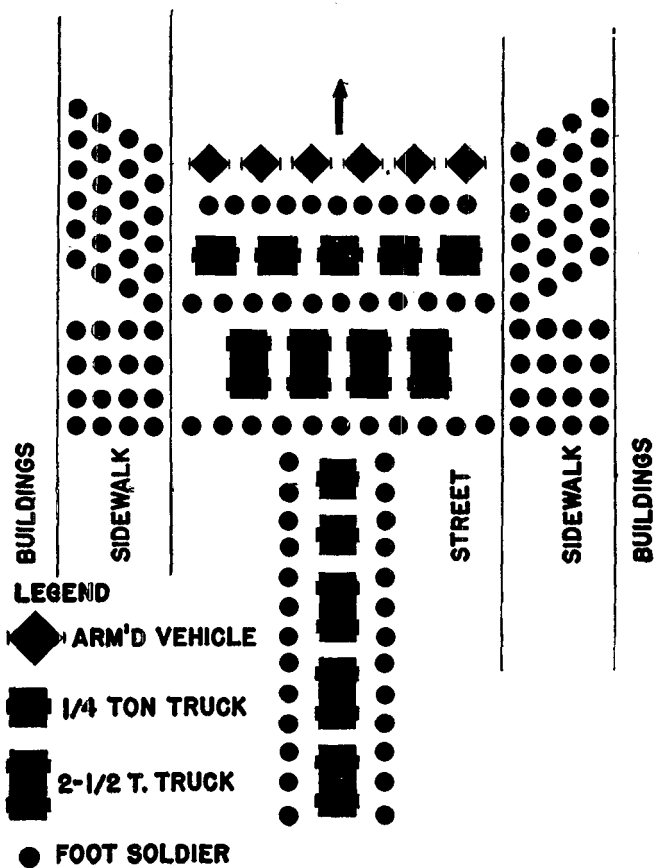 BUILDINGS
SIDEWALK
STREET
SIDEWALK
BUILDINGS
LEGEND
ARM'D VEHICLE
1/4 TON TRUCK
2-1/2 T. TRUCK
FOOT SOLDIER